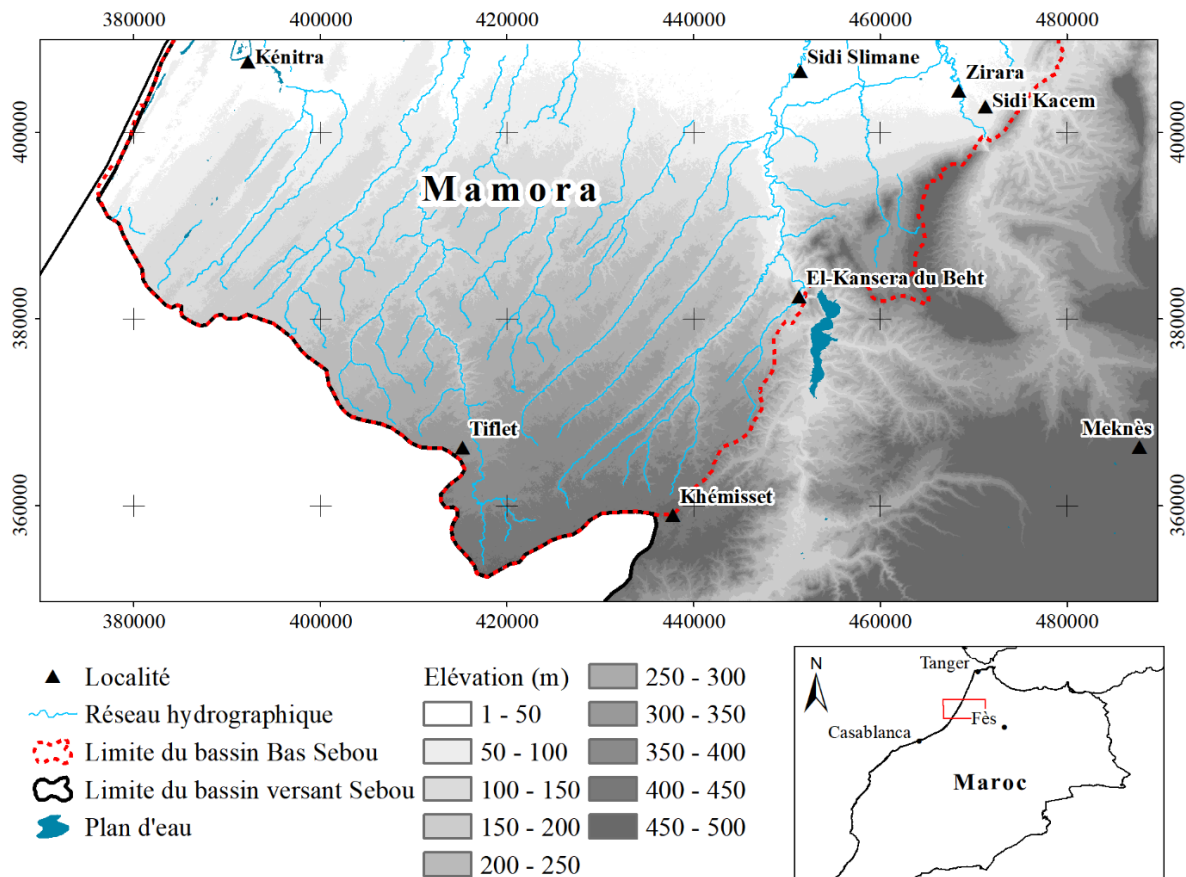 380000 400000 420000 440000 460000 480000
Kénitra
Sidi Slimane
Zirara
Sidi Kacem
400000 400000
Mamora
El-Kansera du Beht
380000 380000
Tiflet
Meknès
Khémisset
360000 360000
380000 400000 420000 440000 460000 480000
Localité
Réseau hydrographique
Limite du bassin Bas Sebou
Limite du bassin versant Sebou
Plan d'eau
Elévation (m)
1 - 50
50 - 100
100 - 150
150 - 200
200 - 250
250 - 300
300 - 350
350 - 400
400 - 450
450 - 500
N
Tanger
Fès
Casablanca
Maroc